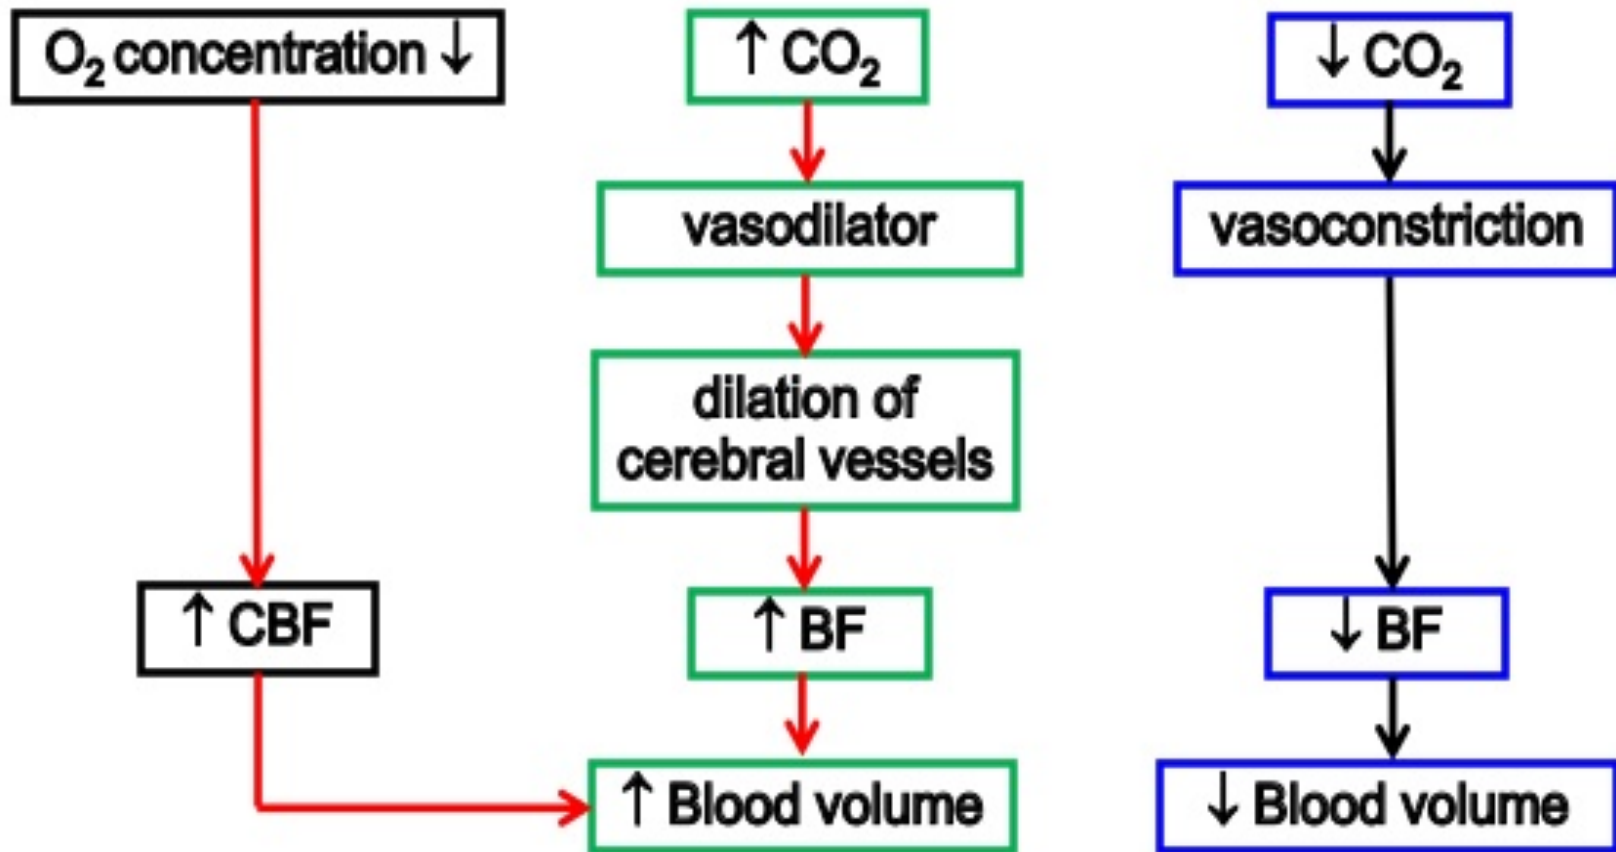 O₂ concentration ↓
↑ CBF
↑ CO₂
vasodilator
dilation of
cerebral vessels
↑ BF
↑ Blood volume
↓ CO₂
vasoconstriction
↓ BF
↓ Blood volume